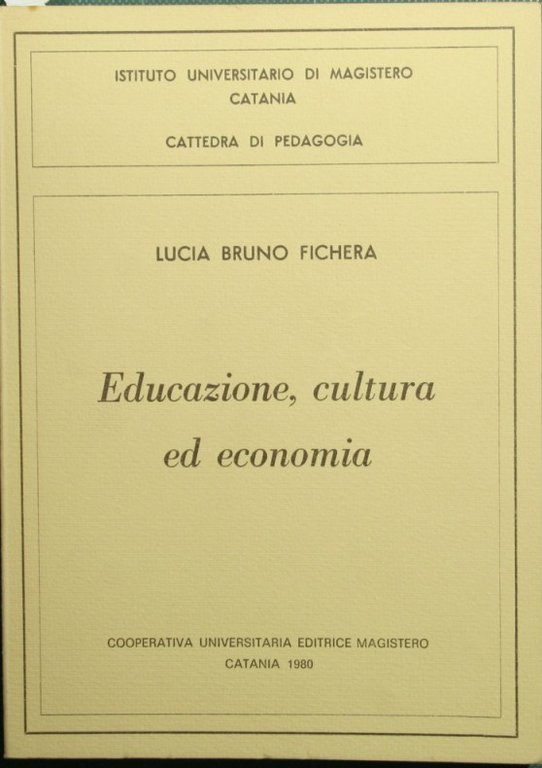 ISTITUTO UNIVERSITARIO DI MAGISTERO
CATANIA
CATTEDRA DI PEDAGOGIA
LUCIA BRUNO FICHERA
Educazione, cultura
ed economia
COOPERATIVA UNIVERSITARIA EDITRICE MAGISTERO
CATANIA 1980